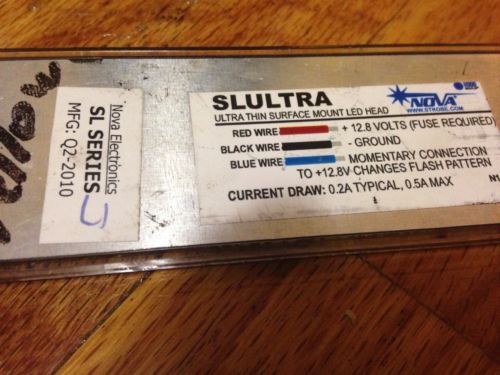 Yellow
Nova Electronics
SL SERIES
MFG: Q2-2010
SLULTRA
ULTRA THIN SURFACE MOUNT LED HEAD
NOVA
WWW.STROBE.COM
RED WIRE + 12.8 VOLTS (FUSE REQUIRED)
BLACK WIRE - GROUND
BLUE WIRE MOMENTARY CONNECTION
TO +12.8V CHANGES FLASH PATTERN
CURRENT DRAW: 0.2A TYPICAL, 0.5A MAX
N1